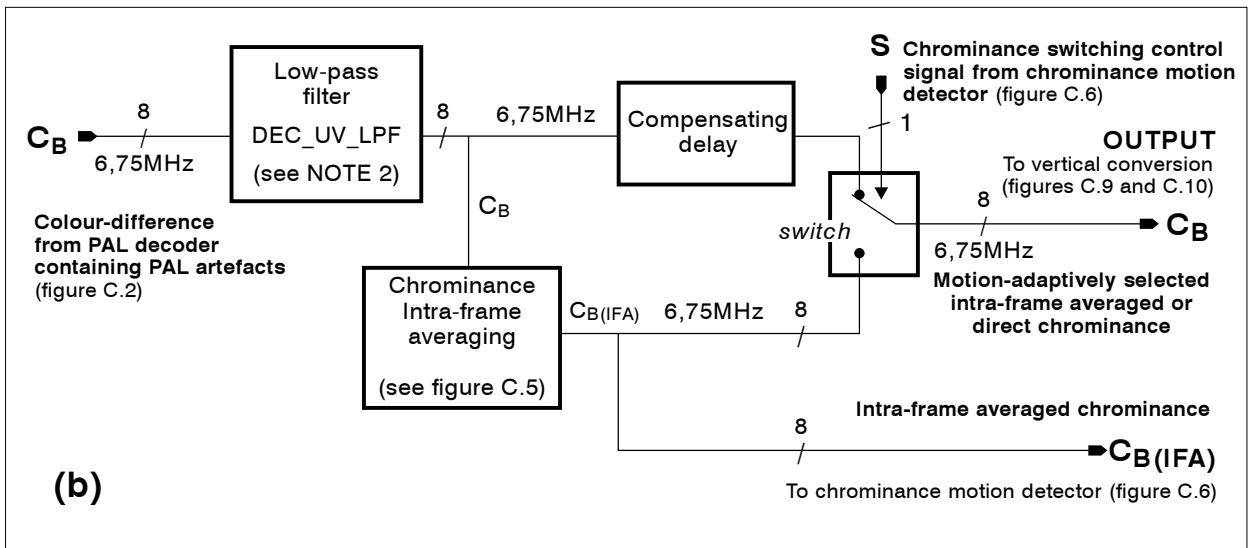 C_B
8
6,75MHz
Colour-difference
from PAL decoder
containing PAL artefacts
(figure C.2)
Low-pass
filter
DEC_UV_LPF
(see NOTE 2)
8
6,75MHz
C_B
Compensating
delay
S
Chrominance switching control
signal from chrominance motion
detector (figure C.6)
1
switch
OUTPUT
To vertical conversion
(figures C.9 and C.10)
8
6,75MHz
C_B
Motion-adaptively selected
intra-frame averaged or
direct chrominance
Chrominance
Intra-frame
averaging
(see figure C.5)
C_B(IFA)
6,75MHz
8
Intra-frame averaged chrominance
8
C_B(IFA)
To chrominance motion detector (figure C.6)
(b)